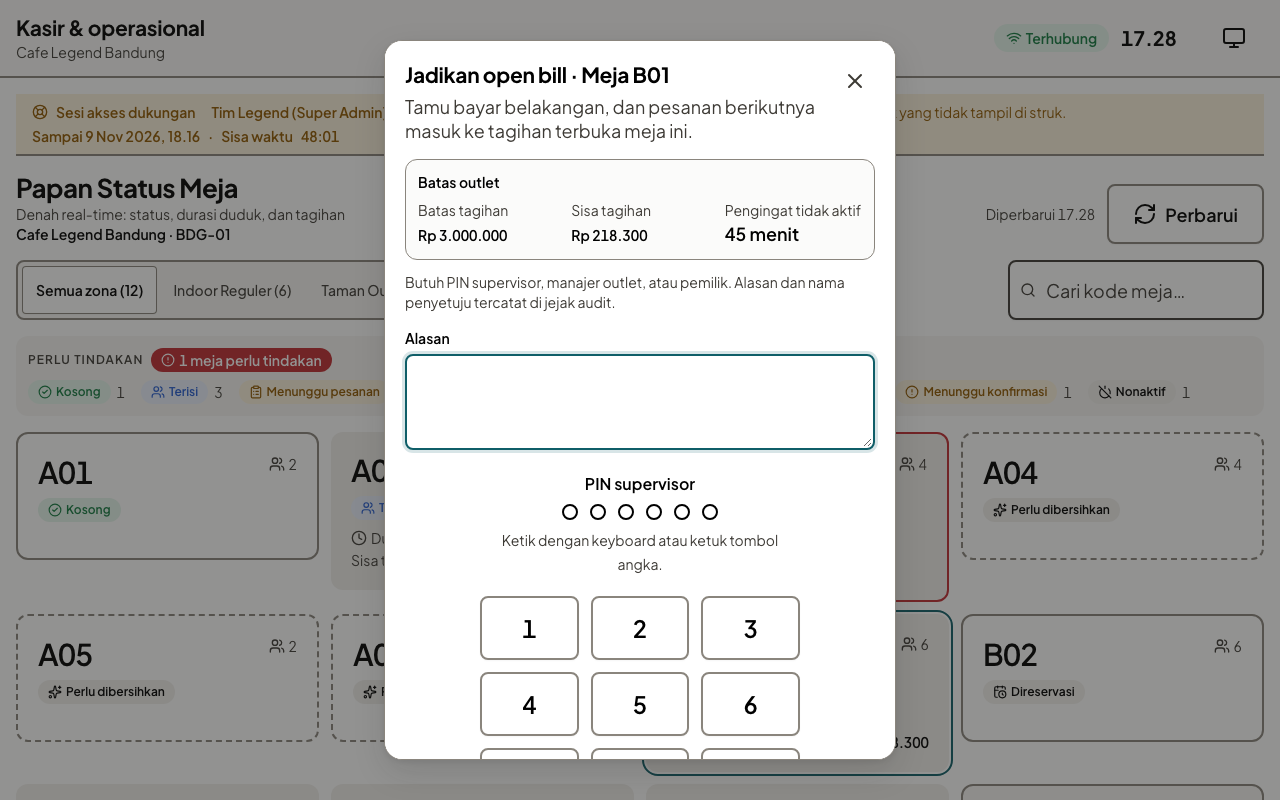 Kasir & operasional
Cafe Legend Bandung
Terhubung
17.28
Sesi akses dukungan Tim Legend (Super Admin)
yang tidak tampil di struk.
Sampai 9 Nov 2026, 18.16 · Sisa waktu 48:01
Papan Status Meja
Denah real-time: status, durasi duduk, dan tagihan
Cafe Legend Bandung · BDG-01
Diperbarui 17.28
Perbarui
Semua zona (12)
Indoor Reguler (6)
Taman
Cari kode meja…
PERLU TINDAKAN
1 meja perlu tindakan
Kosong 1
Terisi 3
Menunggu pesanan
Menunggu konfirmasi 1
Nonaktif 1
A01
2
Kosong
4
A04
4
Perlu dibersihkan
A05
2
Perlu dibersihkan
6
B02
6
Direservasi
Jadikan open bill · Meja B01
Tamu bayar belakangan, dan pesanan berikutnya
masuk ke tagihan terbuka meja ini.
Batas outlet
Batas tagihan
Rp 3.000.000
Sisa tagihan
Rp 218.300
Pengingat tidak aktif
45 menit
Butuh PIN supervisor, manajer outlet, atau pemilik. Alasan dan nama
penyetuju tercatat di jejak audit.
Alasan
PIN supervisor
Ketik dengan keyboard atau ketuk tombol
angka.
1
2
3
4
5
6